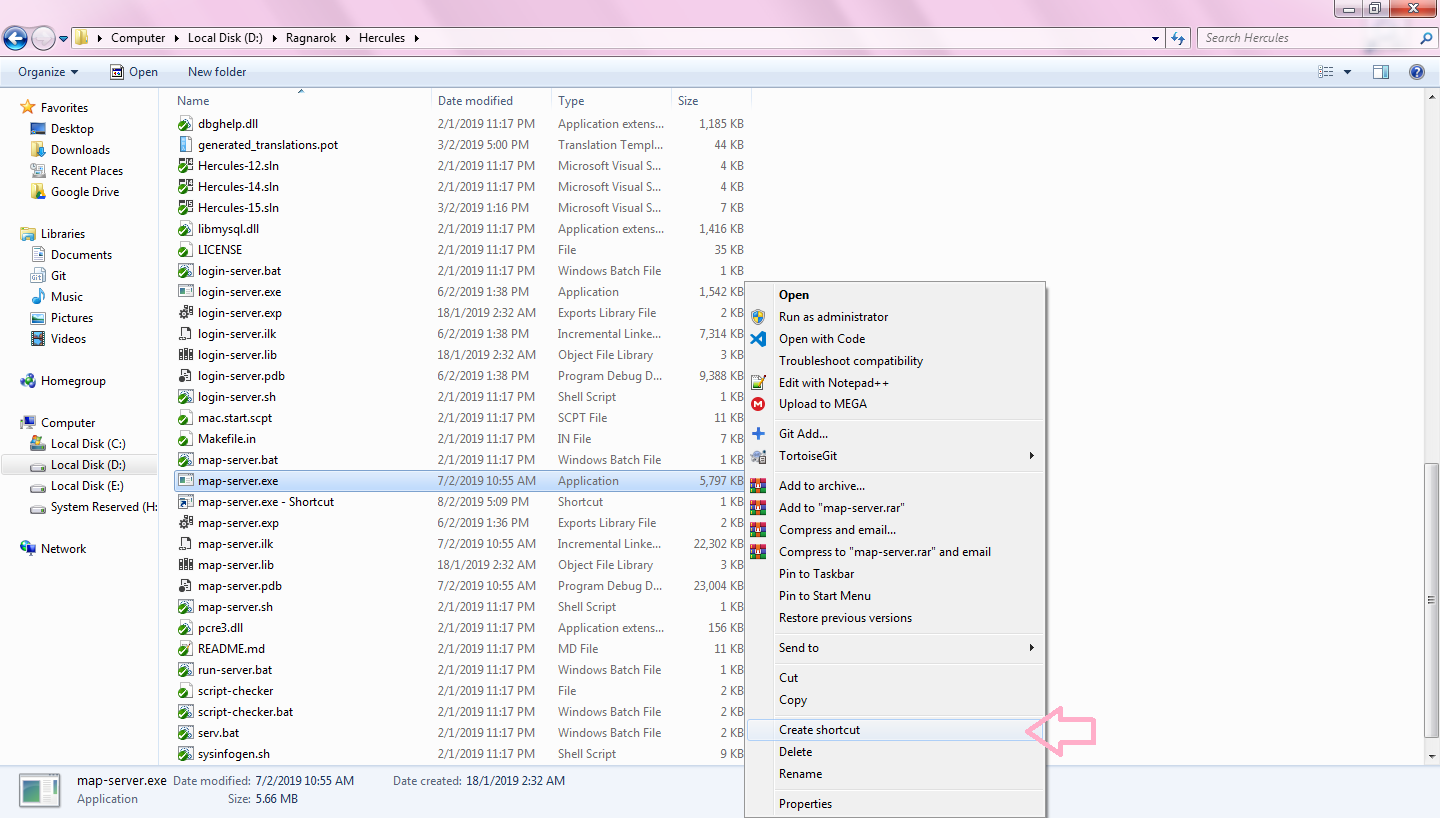 Computer Local Disk (D:) Ragnarok Hercules Search Hercules
Organize Open New folder
Name Date modified Type Size
dbghelp.dll 2/1/2019 11:17 PM Application extens... 1,185 KB
generated_translations.pot 3/2/2019 5:00 PM Translation Templ... 44 KB
Hercules-12.sln 2/1/2019 11:17 PM Microsoft Visual S... 4 KB
Hercules-14.sln 2/1/2019 11:17 PM Microsoft Visual S... 4 KB
Hercules-15.sln 3/2/2019 1:16 PM Microsoft Visual S... 7 KB
libmysql.dll 2/1/2019 11:17 PM Application extens... 1,416 KB
LICENSE 2/1/2019 11:17 PM File 35 KB
login-server.bat 2/1/2019 11:17 PM Windows Batch File 1 KB
login-server.exe 6/2/2019 1:38 PM Application 1,542 KB
login-server.exp 18/1/2019 2:32 AM Exports Library File 2 KB
login-server.ilk 6/2/2019 1:38 PM Incremental Linke... 7,314 KB
login-server.lib 18/1/2019 2:32 AM Object File Library 3 KB
login-server.pdb 6/2/2019 1:38 PM Program Debug D... 9,388 KB
login-server.sh 2/1/2019 11:17 PM Shell Script 1 KB
mac.start.scpt 2/1/2019 11:17 PM SCPT File 11 KB
Makefile.in 2/1/2019 11:17 PM IN File 7 KB
map-server.bat 2/1/2019 11:17 PM Windows Batch File 1 KB
map-server.exe 7/2/2019 10:55 AM Application 5,797 KB
map-server.exe - Shortcut 8/2/2019 5:09 PM Shortcut 1 KB
map-server.exp 6/2/2019 1:36 PM Exports Library File 2 KB
map-server.ilk 7/2/2019 10:55 AM Incremental Linke... 22,302 KB
map-server.lib 18/1/2019 2:32 AM Object File Library 3 KB
map-server.pdb 7/2/2019 10:55 AM Program Debug D... 23,004 KB
map-server.sh 2/1/2019 11:17 PM Shell Script 1 KB
pcre3.dll 2/1/2019 11:17 PM Application extens... 156 KB
README.md 2/1/2019 11:17 PM MD File 11 KB
run-server.bat 2/1/2019 11:17 PM Windows Batch File 1 KB
script-checker 2/1/2019 11:17 PM File 2 KB
script-checker.bat 2/1/2019 11:17 PM Windows Batch File 2 KB
serv.bat 2/1/2019 11:17 PM Windows Batch File 2 KB
sysinfogen.sh 2/1/2019 11:17 PM Shell Script 9 KB
Favorites
Desktop
Downloads
Recent Places
Google Drive
Libraries
Documents
Git
Music
Pictures
Videos
Homegroup
Computer
Local Disk (C:)
Local Disk (D:)
Local Disk (E:)
System Reserved (H:
Network
Open
Run as administrator
Open with Code
Troubleshoot compatibility
Edit with Notepad++
Upload to MEGA
Git Add...
TortoiseGit
Add to archive...
Add to "map-server.rar"
Compress and email...
Compress to "map-server.rar" and email
Pin to Taskbar
Pin to Start Menu
Restore previous versions
Send to
Cut
Copy
Create shortcut
Delete
Rename
Properties
map-server.exe Date modified: 7/2/2019 10:55 AM Date created: 18/1/2019 2:32 AM
Application Size: 5.66 MB